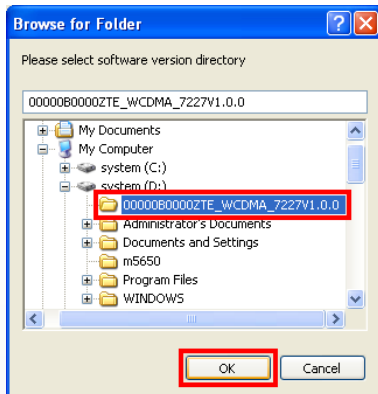 Browse for Folder
Please select software version directory
00000B0000ZTE_WCDMA_7227V1.0.0
My Documents
My Computer
system (C:)
system (D:)
00000B0000ZTE_WCDMA_7227V1.0.0
Administrator's Documents
Documents and Settings
m5650
Program Files
WINDOWS
OK Cancel